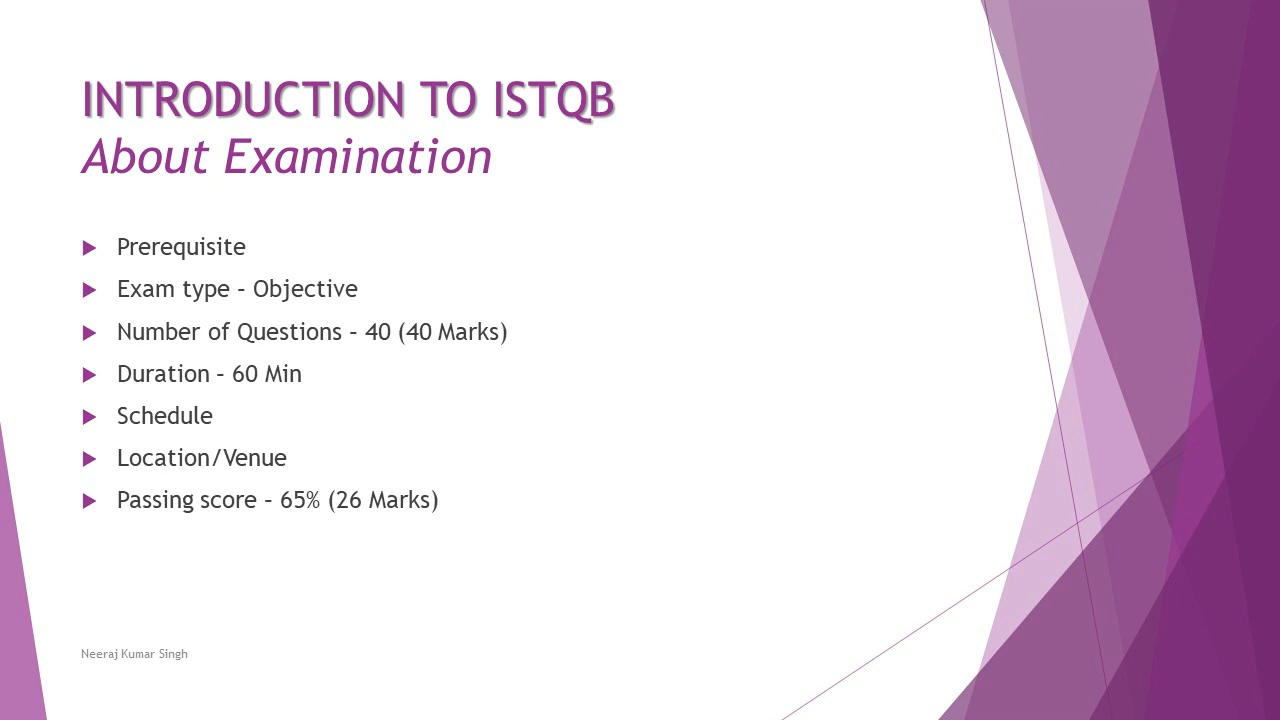 INTRODUCTION TO ISTQB
About Examination
Prerequisite
Exam type – Objective
Number of Questions – 40 (40 Marks)
Duration – 60 Min
Schedule
Location/Venue
Passing score – 65% (26 Marks)
Neeraj Kumar Singh